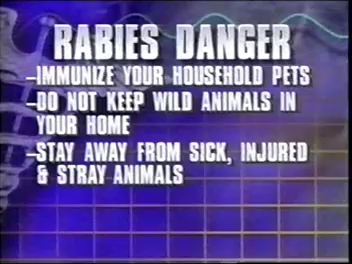 RABIES DANGER
–IMMUNIZE YOUR HOUSEHOLD PETS
–DO NOT KEEP WILD ANIMALS IN
YOUR HOME
–STAY AWAY FROM SICK, INJURED
& STRAY ANIMALS